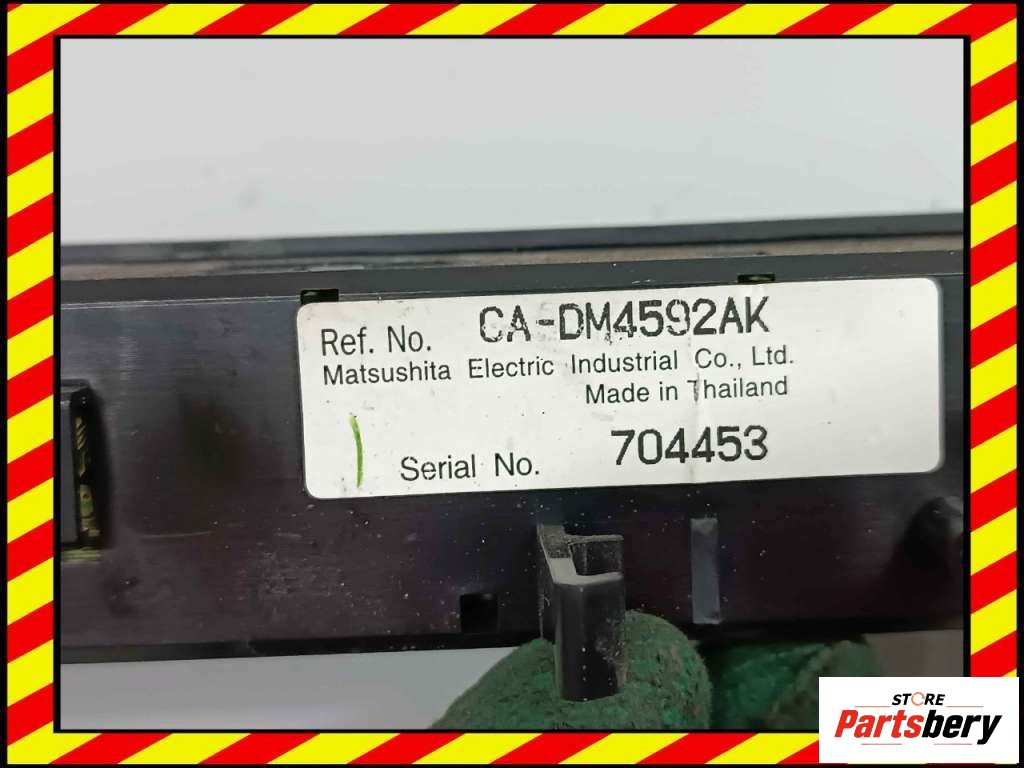 Ref. No. CA-DM4592AK
Matsushita Electric Industrial Co., Ltd.
Made in Thailand
Serial No. 704453
STORE
Partsbery